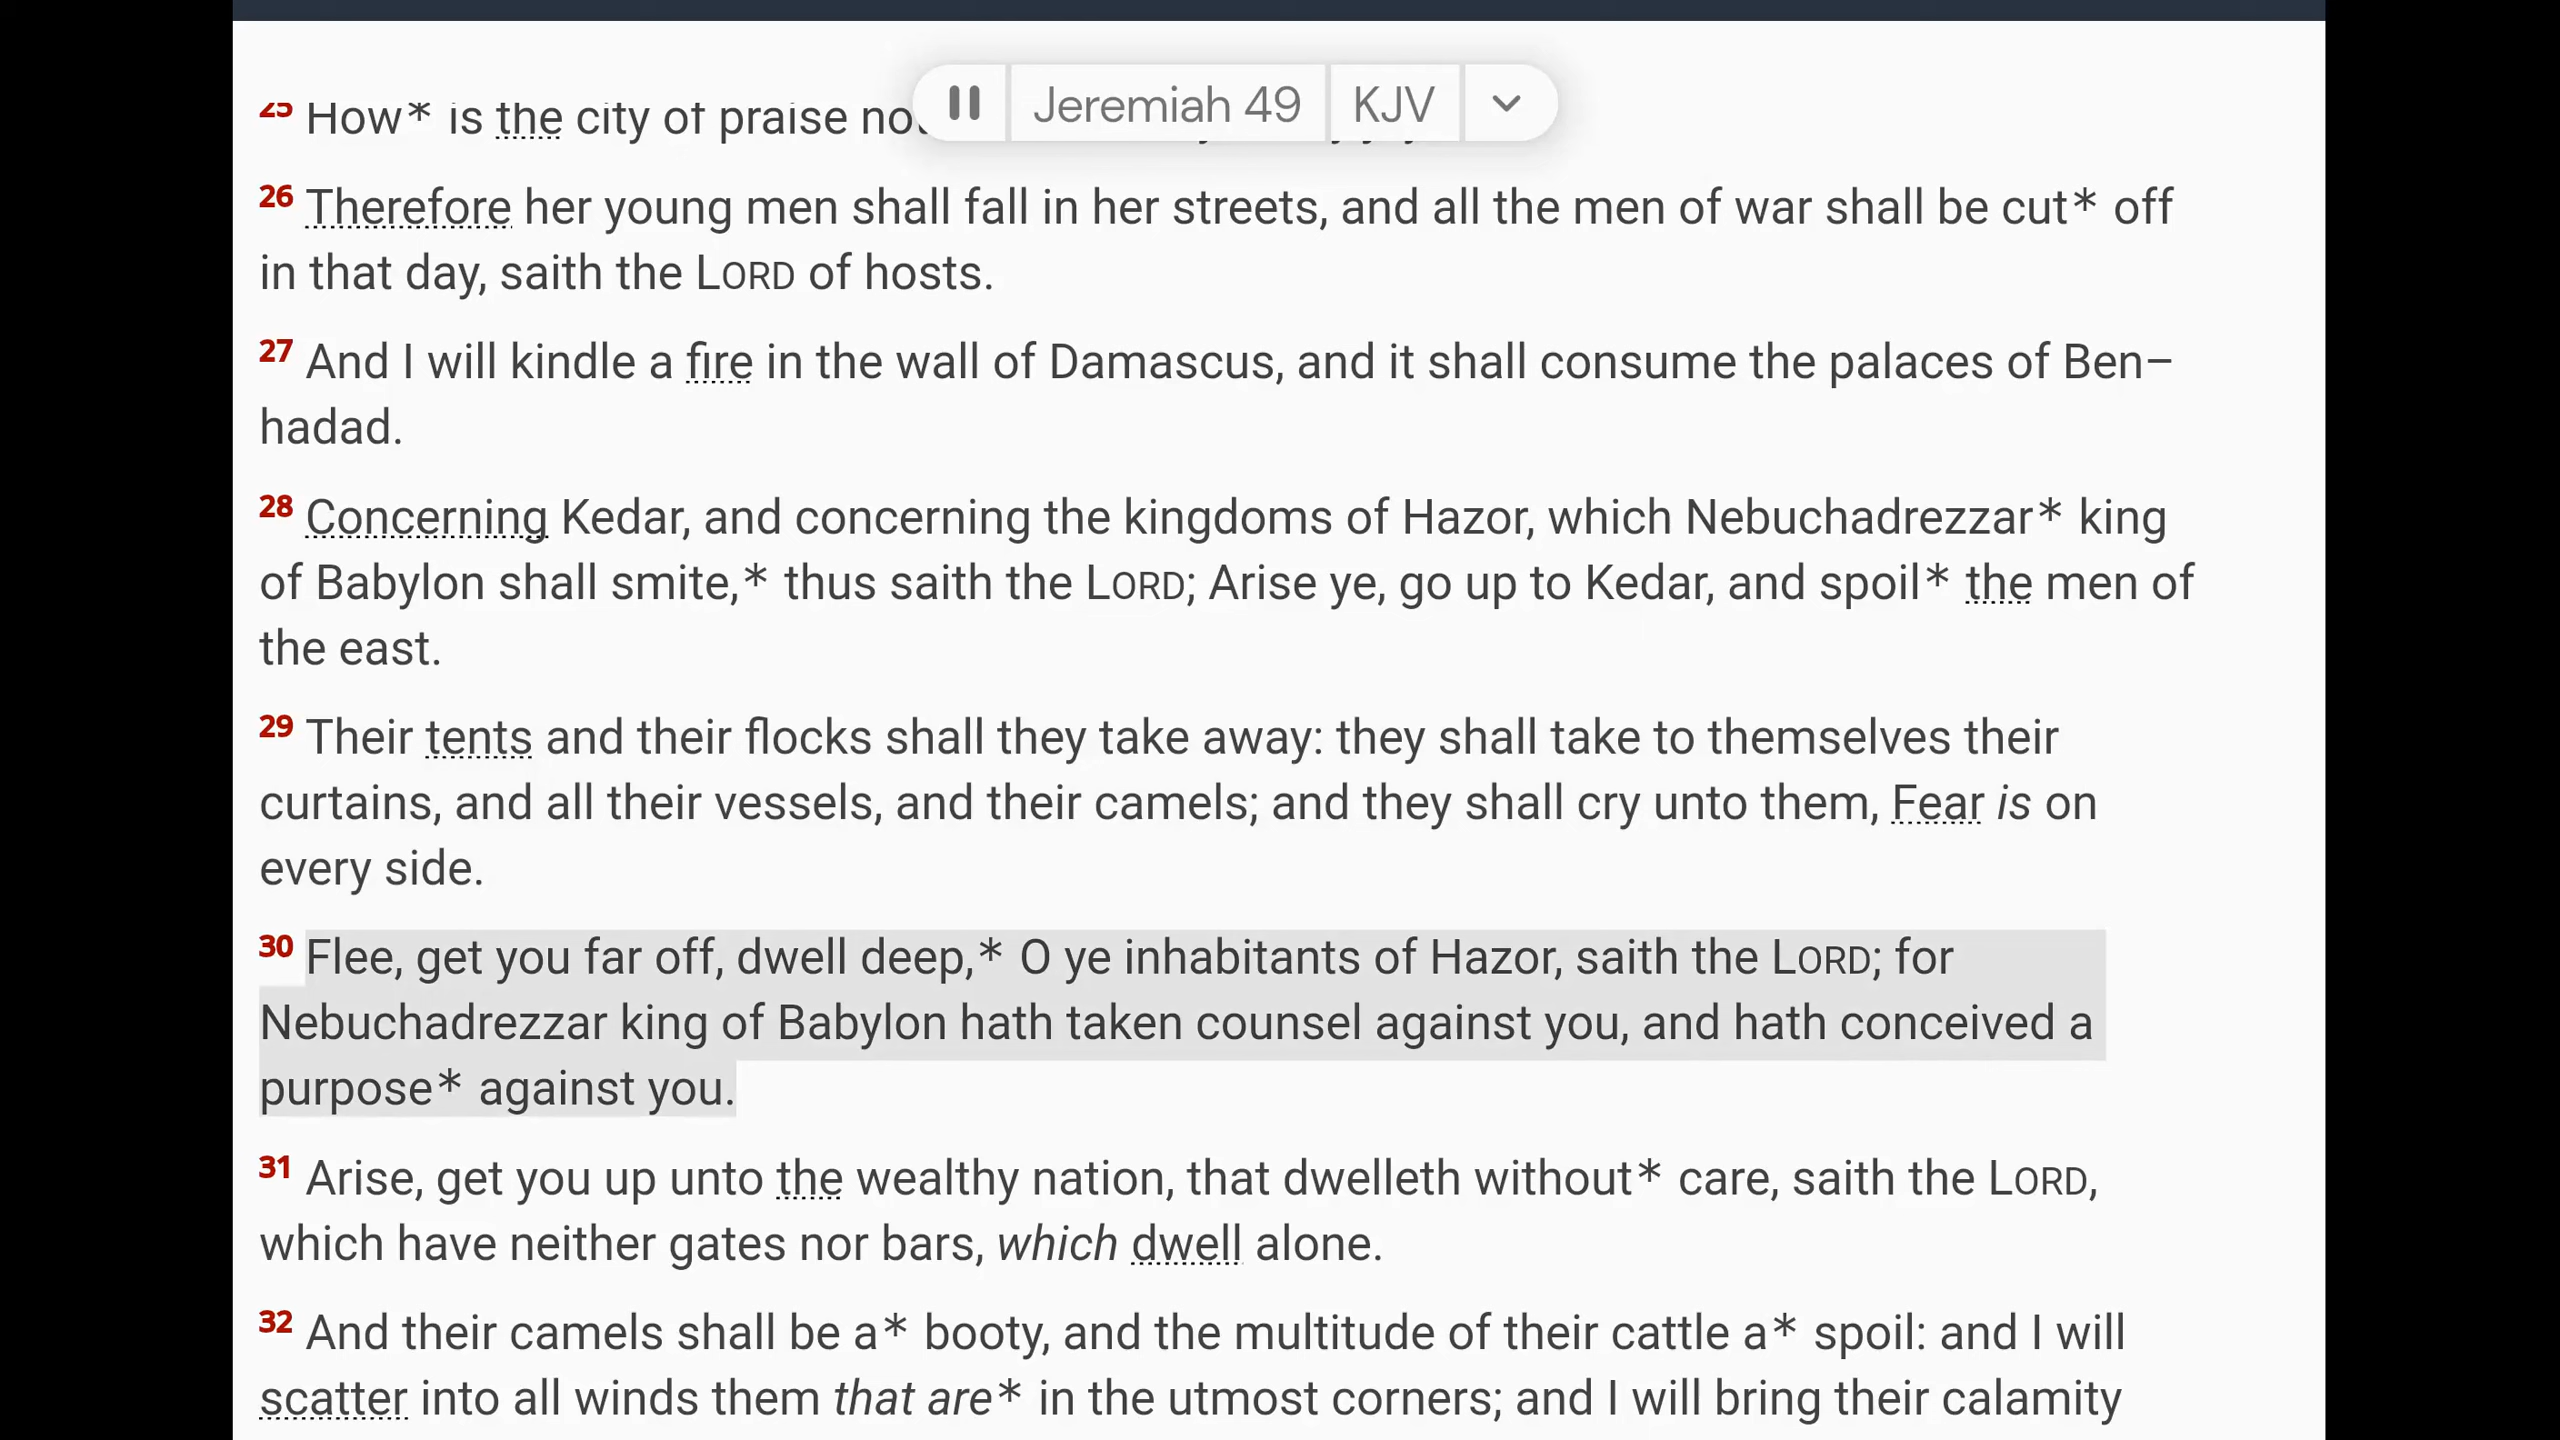 Jeremiah 49 KJV
25 How* is the city of praise
26 Therefore her young men shall fall in her streets, and all the men of war shall be cut* off
in that day, saith the LORD of hosts.
27 And I will kindle a fire in the wall of Damascus, and it shall consume the palaces of Ben–
hadad.
28 Concerning Kedar, and concerning the kingdoms of Hazor, which Nebuchadrezzar* king
of Babylon shall smite,* thus saith the LORD; Arise ye, go up to Kedar, and spoil* the men of
the east.
29 Their tents and their flocks shall they take away: they shall take to themselves their
curtains, and all their vessels, and their camels; and they shall cry unto them, Fear is on
every side.
30 Flee, get you far off, dwell deep,* O ye inhabitants of Hazor, saith the LORD; for
Nebuchadrezzar king of Babylon hath taken counsel against you, and hath conceived a
purpose* against you.
31 Arise, get you up unto the wealthy nation, that dwelleth without* care, saith the LORD,
which have neither gates nor bars, which dwell alone.
32 And their camels shall be a* booty, and the multitude of their cattle a* spoil: and I will
scatter into all winds them that are* in the utmost corners; and I will bring their calamity